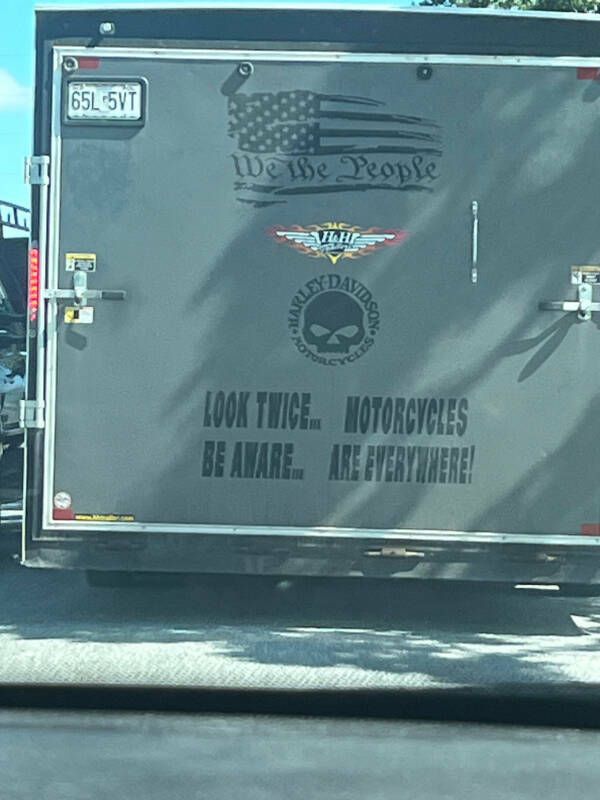 65L 5VT
We the People
H&H
HARLEY-DAVIDSON
MOTORCYCLES
LOOK TWICE... MOTORCYCLES
BE AWARE... ARE EVERYWHERE!